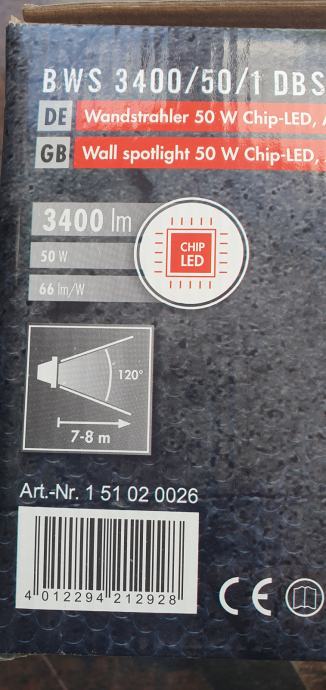 BWS 3400/50/1 DBS
DE Wandstrahler 50 W Chip-LED,
GB Wall spotlight 50 W Chip-LED,
3400 lm
50 W
66 lm/W
CHIP
LED
120°
7-8 m
Art.-Nr. 1 51 02 0026
4 012294 212928
CE